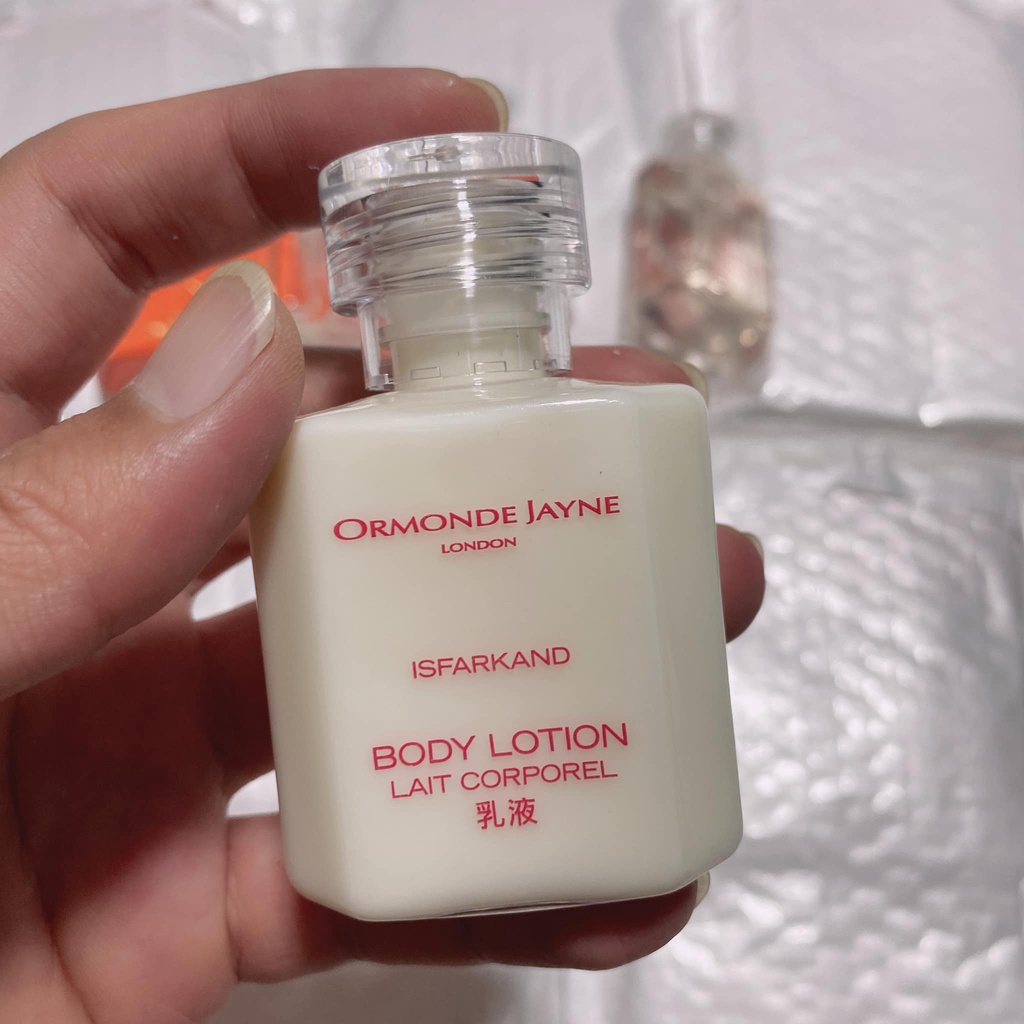 ORMONDE JAYNE
LONDON
ISFARKAND
BODY LOTION
LAIT CORPOREL
乳液